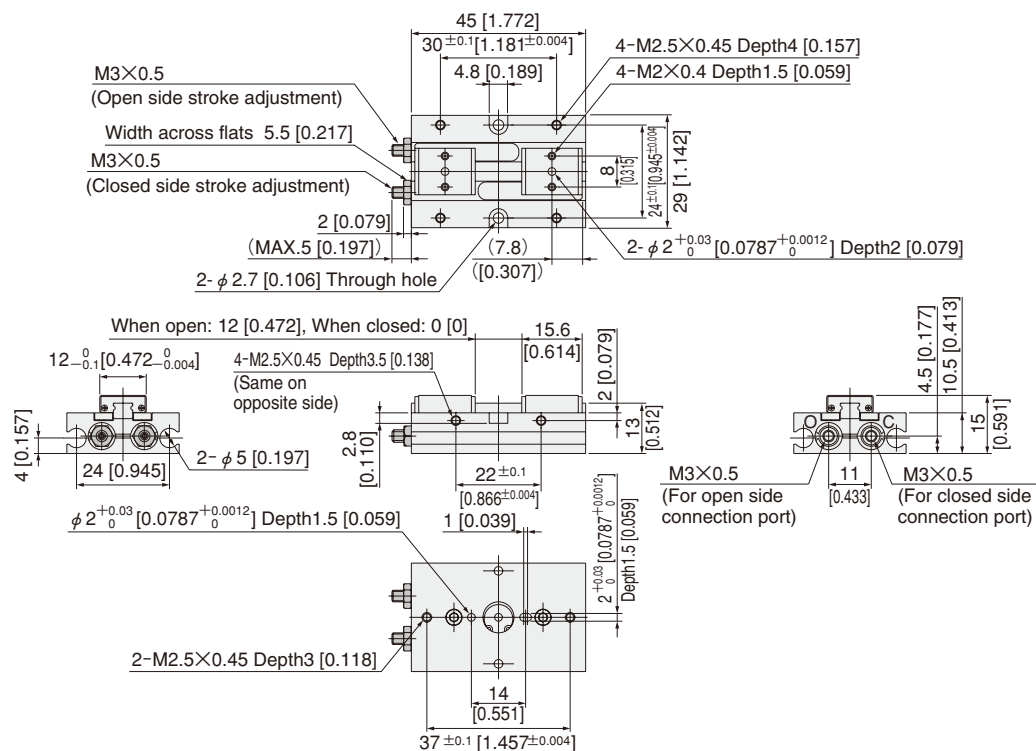 45 [1.772]
30±0.1 [1.181±0.004]
4.8 [0.189]
4-M2.5×0.45 Depth4 [0.157]
4-M2×0.4 Depth1.5 [0.059]
M3×0.5
(Open side stroke adjustment)
Width across flats 5.5 [0.217]
M3×0.5
(Closed side stroke adjustment)
8
[0.315]
24±0.1 [0.945±0.004]
29 [1.142]
2 [0.079]
(MAX.5 [0.197])
(7.8)
([0.307])
2-φ2 +0.03 0 [0.0787 +0.0012 0] Depth2 [0.079]
2-φ2.7 [0.106] Through hole
When open: 12 [0.472], When closed: 0 [0]
15.6
[0.614]
2 [0.079]
4.5 [0.177]
10.5 [0.413]
12 0 -0.1 [0.472 0 -0.004]
4-M2.5×0.45 Depth3.5 [0.138]
(Same on
opposite side)
4 [0.157]
24 [0.945]
2-φ5 [0.197]
2.8
[0.110]
22±0.1
[0.866±0.004]
13
[0.512]
O
C
15
[0.591]
M3×0.5
(For open side
connection port)
11
[0.433]
M3×0.5
(For closed side
connection port)
φ2 +0.03 0 [0.0787 +0.0012 0] Depth1.5 [0.059]
1 [0.039]
2 +0.03 0 [0.0787 +0.0012 0]
Depth1.5 [0.059]
2-M2.5×0.45 Depth3 [0.118]
14
[0.551]
37±0.1 [1.457±0.004]